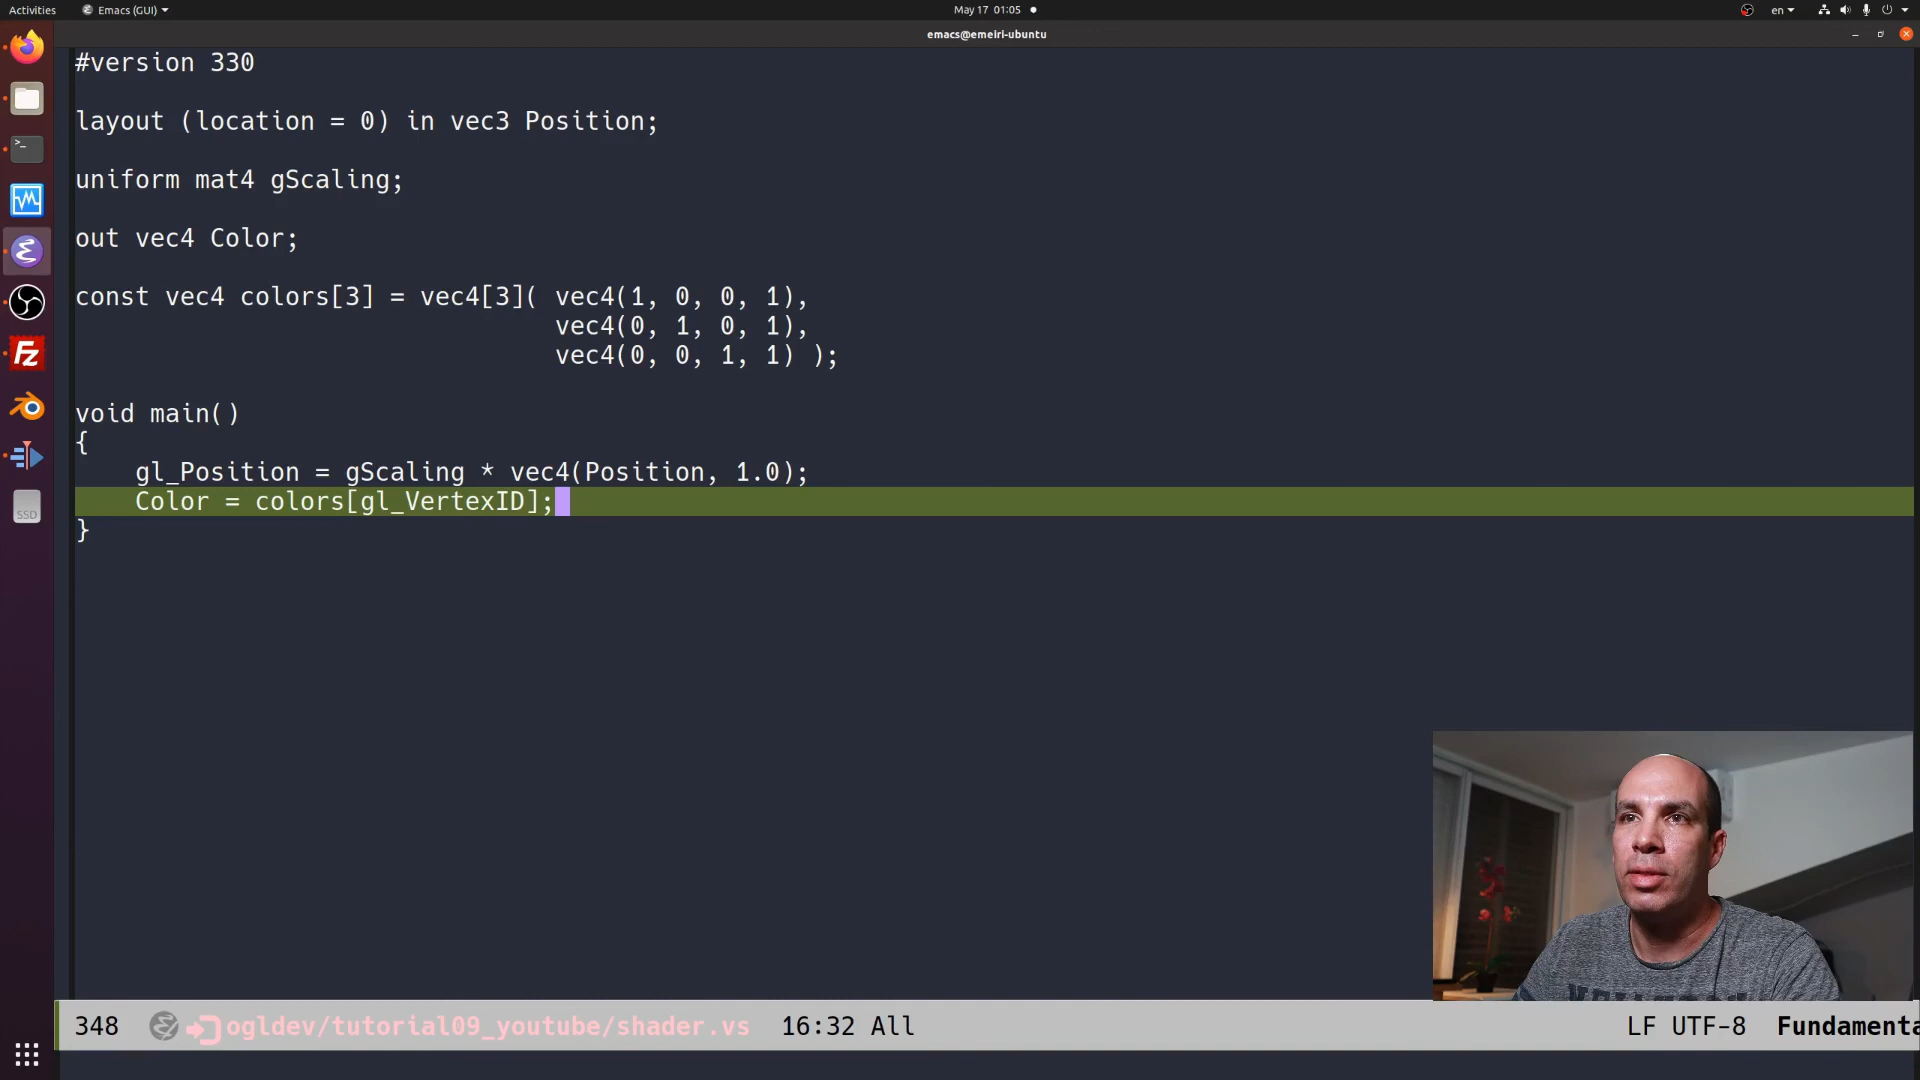 Activities
Emacs (GUI)
May 17 01:05
en
emacs@emeiri-ubuntu
#version 330
layout (location = 0) in vec3 Position;
uniform mat4 gScaling;
out vec4 Color;
const vec4 colors[3] = vec4[3]( vec4(1, 0, 0, 1),
vec4(0, 1, 0, 1),
vec4(0, 0, 1, 1) );
void main()
{
gl_Position = gScaling * vec4(Position, 1.0);
Color = colors[gl_VertexID];
}
Fz
SSD
348 ogldev/tutorial09_youtube/shader.vs 16:32 All LF UTF-8 Fundamenta